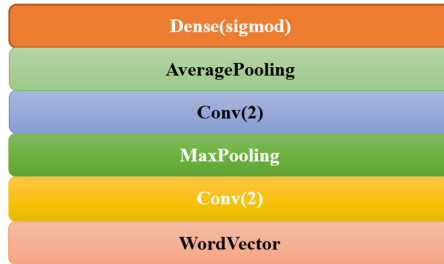 Dense(sigmod)
AveragePooling
Conv(2)
MaxPooling
Conv(2)
WordVector